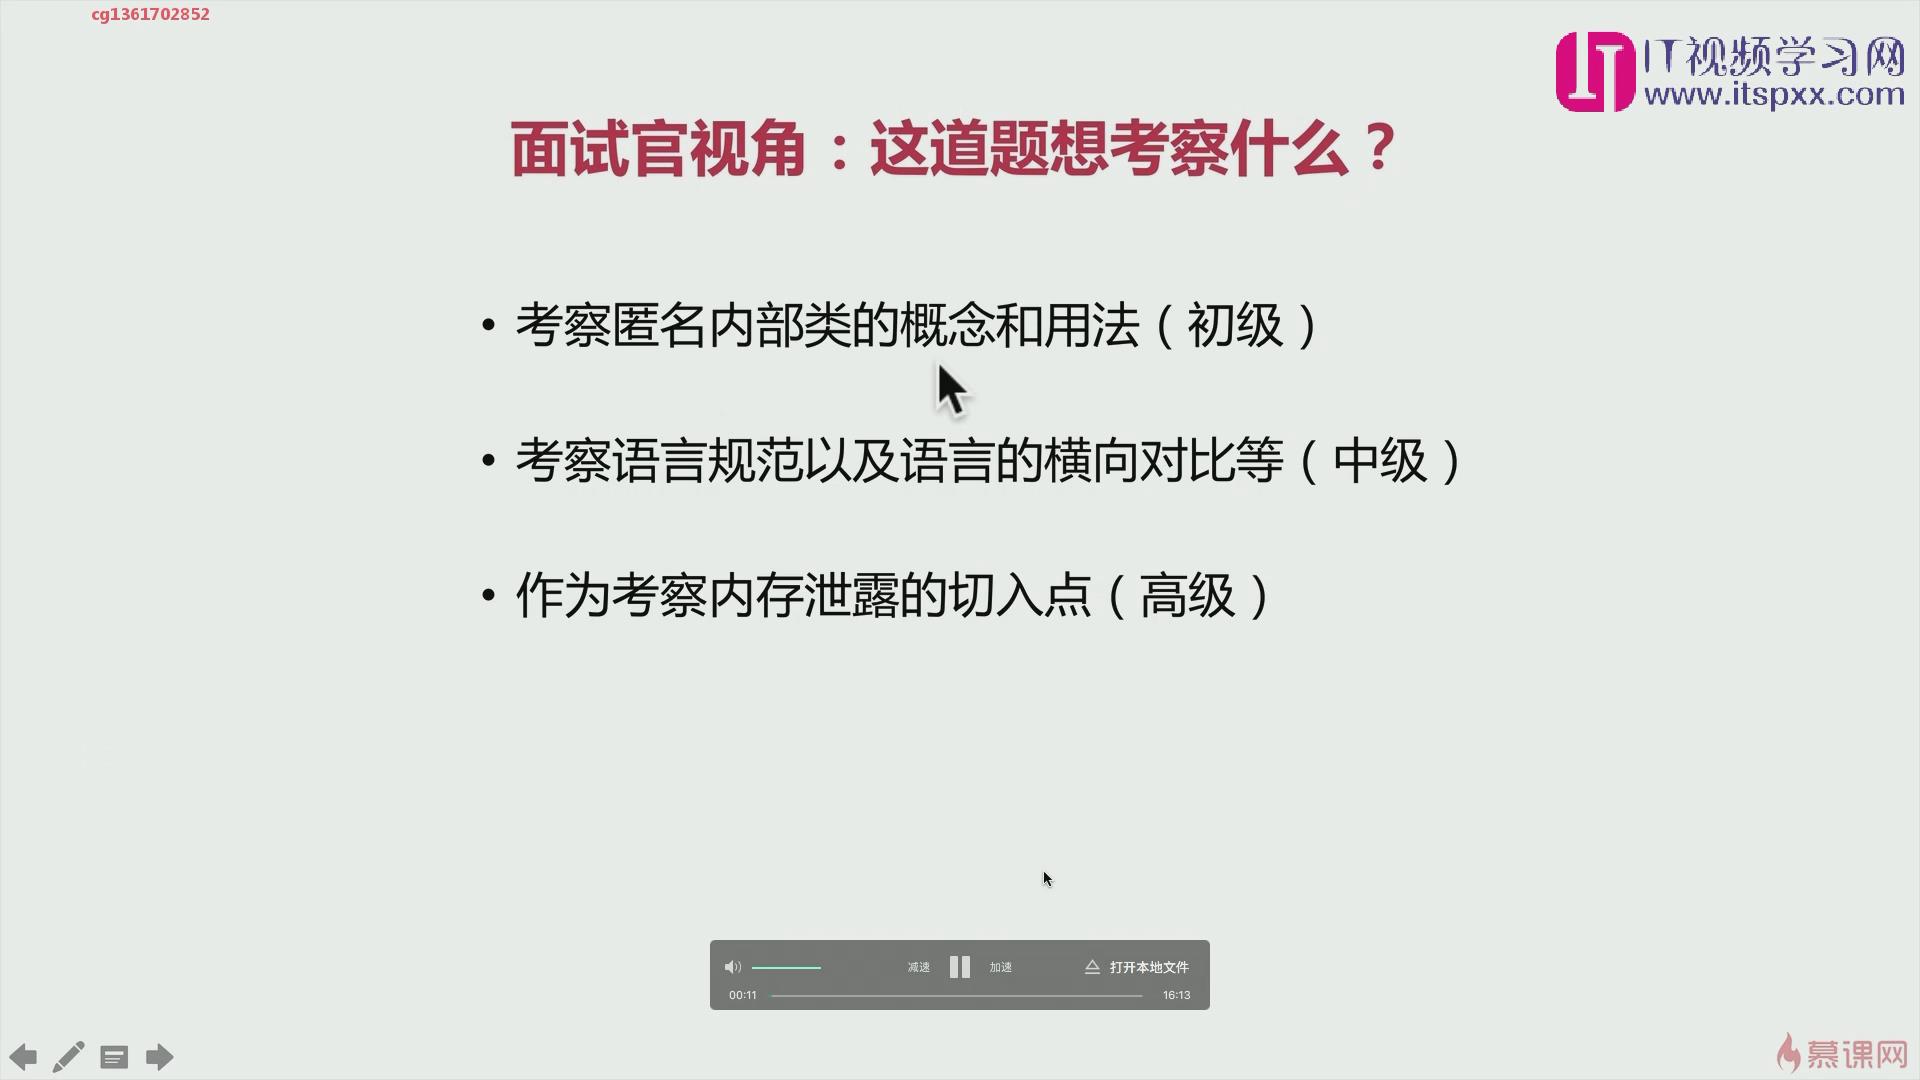 cg1361702852
IT视频学习网
www.itspxx.com
面试官视角：这道题想考察什么？
• 考察匿名内部类的概念和用法（初级）
• 考察语言规范以及语言的横向对比等（中级）
• 作为考察内存泄露的切入点（高级）
减速 加速 打开本地文件
00:11 16:13
慕课网